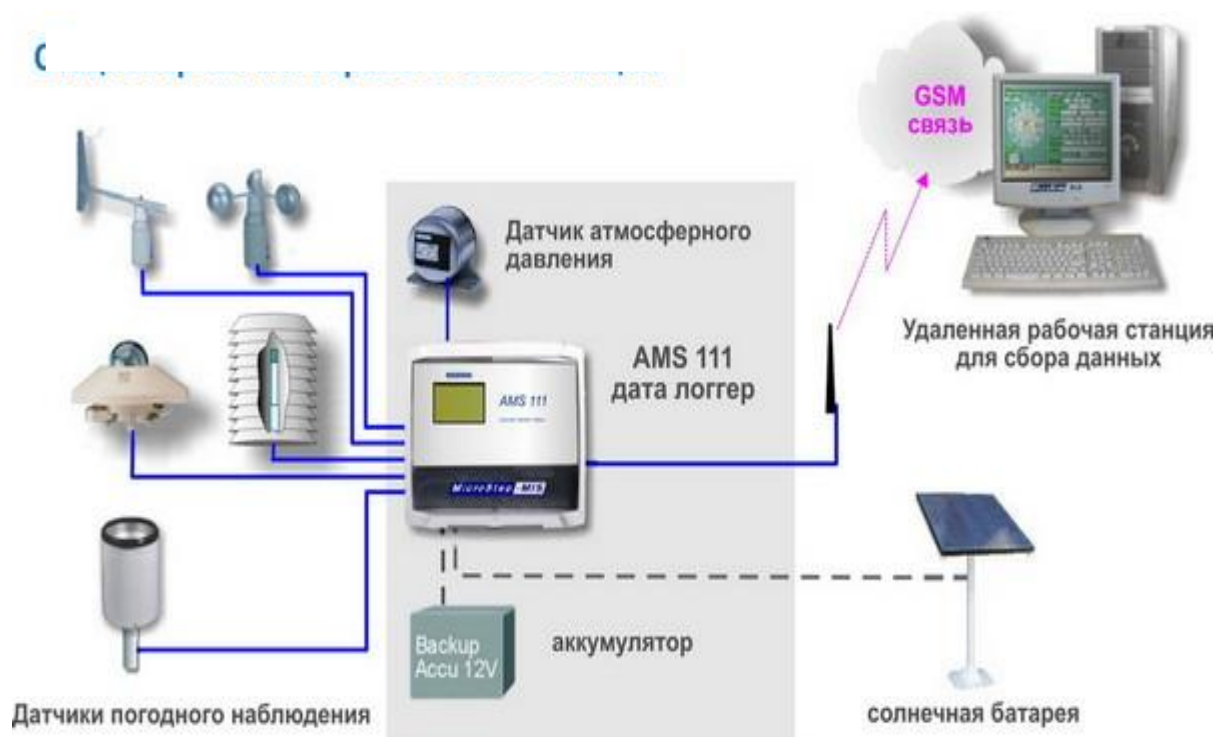 GSM
связь
Датчик атмосферного
давления
Удаленная рабочая станция
для сбора данных
AMS 111
дата логгер
AMS 111
MicroStep-MIS
Backup
Accu 12V
аккумулятор
Датчики погодного наблюдения
солнечная батарея